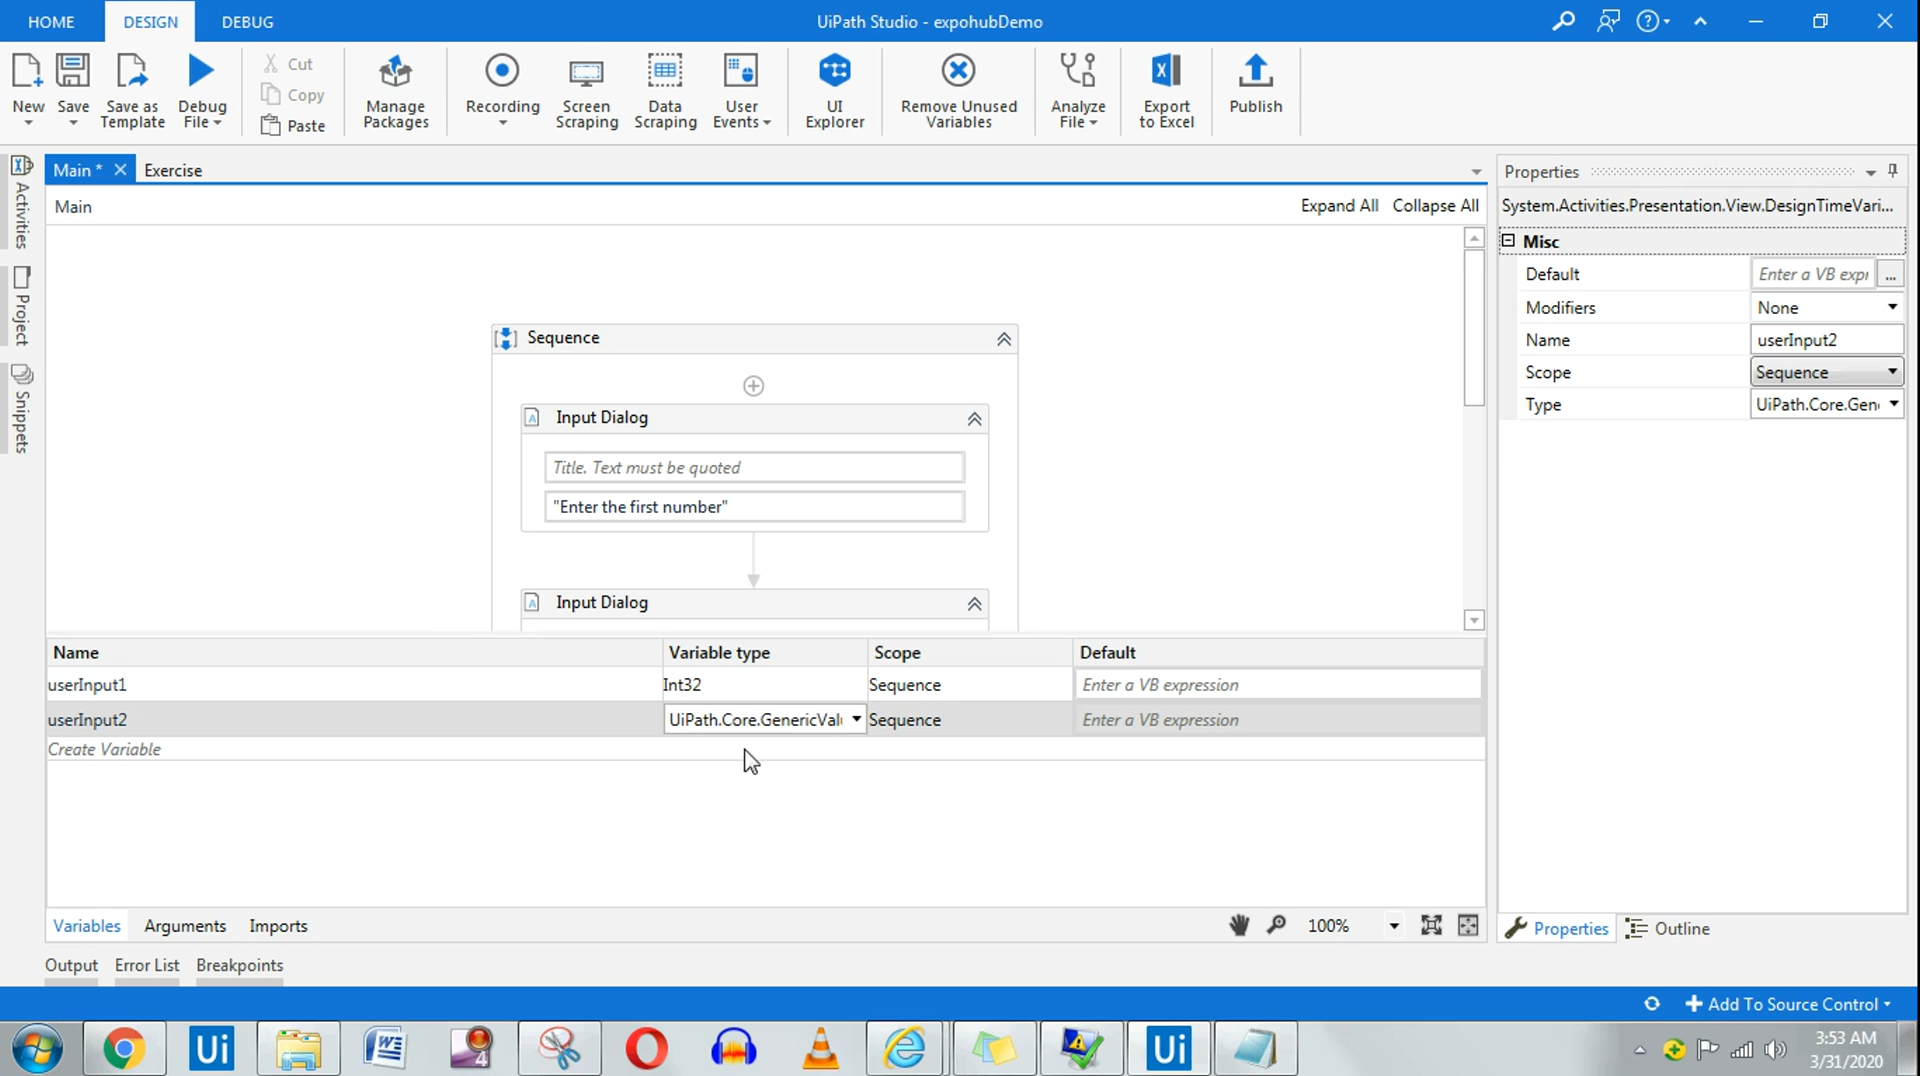 HOME DESIGN DEBUG UiPath Studio - expohubDemo
New Save Save as Template Debug File Cut Copy Paste Manage Packages Recording Screen Scraping Data Scraping User Events UI Explorer Remove Unused Variables Analyze File Export to Excel Publish
Activities
Project
Snippets
Main * Exercise
Main Expand All Collapse All
Sequence
Input Dialog
Title. Text must be quoted
"Enter the first number"
Input Dialog
Name Variable type Scope Default
userInput1 Int32 Sequence Enter a VB expression
userInput2 UiPath.Core.GenericVal Sequence Enter a VB expression
Create Variable
Variables Arguments Imports 100%
Output Error List Breakpoints
Properties
System.Activities.Presentation.View.DesignTimeVari...
Misc
Default Enter a VB expr ...
Modifiers None
Name userInput2
Scope Sequence
Type UiPath.Core.Gen
Properties Outline
Add To Source Control
Ui W 4 Ui
3:53 AM
3/31/2020